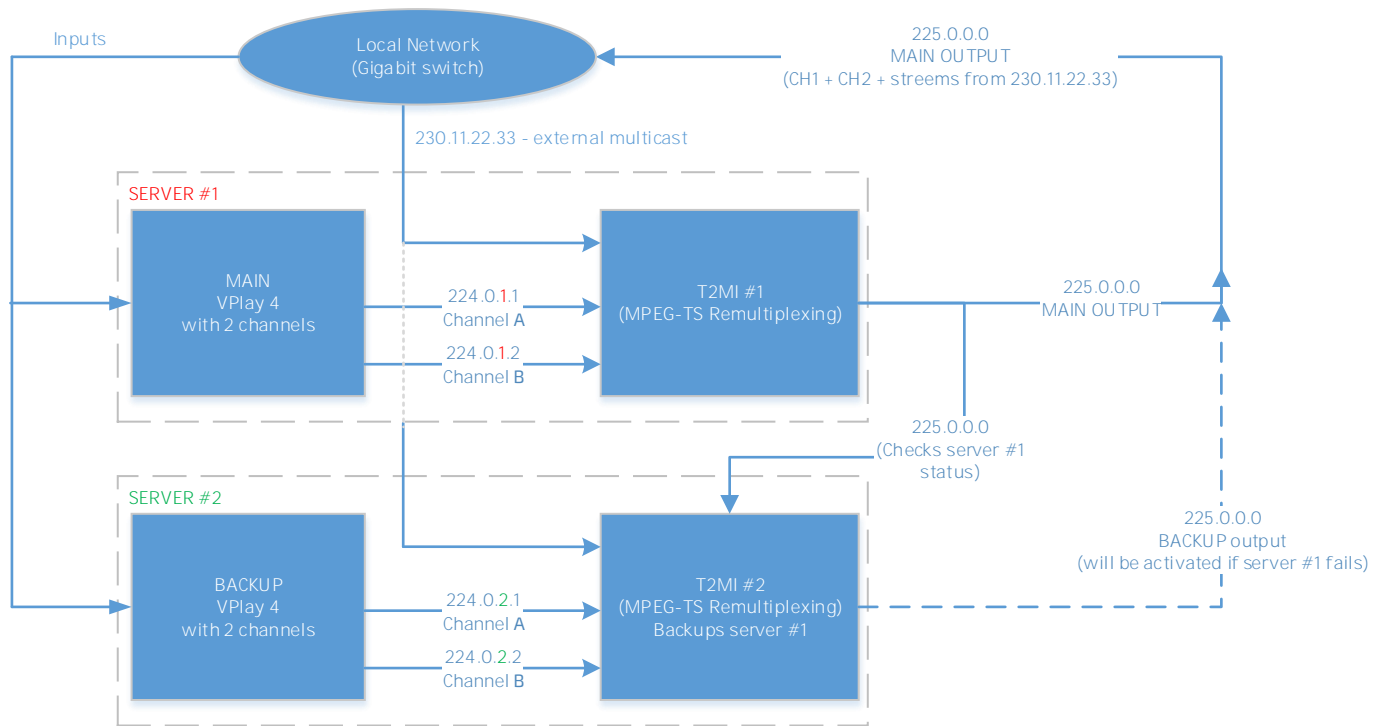 Inputs
Local Network
(Gigabit switch)
225.0.0.0
MAIN OUTPUT
(CH1 + CH2 + streems from 230.11.22.33)
230.11.22.33 - external multicast
SERVER #1
MAIN
VPlay 4
with 2 channels
224.0.1.1
Channel A
224.0.1.2
Channel B
T2MI #1
(MPEG-TS Remultiplexing)
225.0.0.0
MAIN OUTPUT
225.0.0.0
(Checks server #1
status)
SERVER #2
BACKUP
VPlay 4
with 2 channels
224.0.2.1
Channel A
224.0.2.2
Channel B
T2MI #2
(MPEG-TS Remultiplexing)
Backups server #1
225.0.0.0
BACKUP output
(will be activated if server #1 fails)